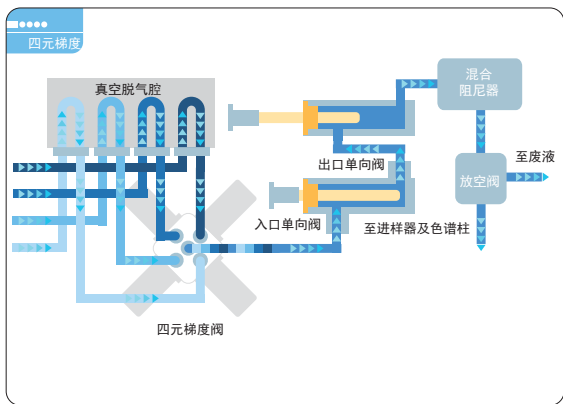 四元梯度
真空脱气腔
混合
阻尼器
出口单向阀
至废液
放空阀
入口单向阀
至进样器及色谱柱
四元梯度阀